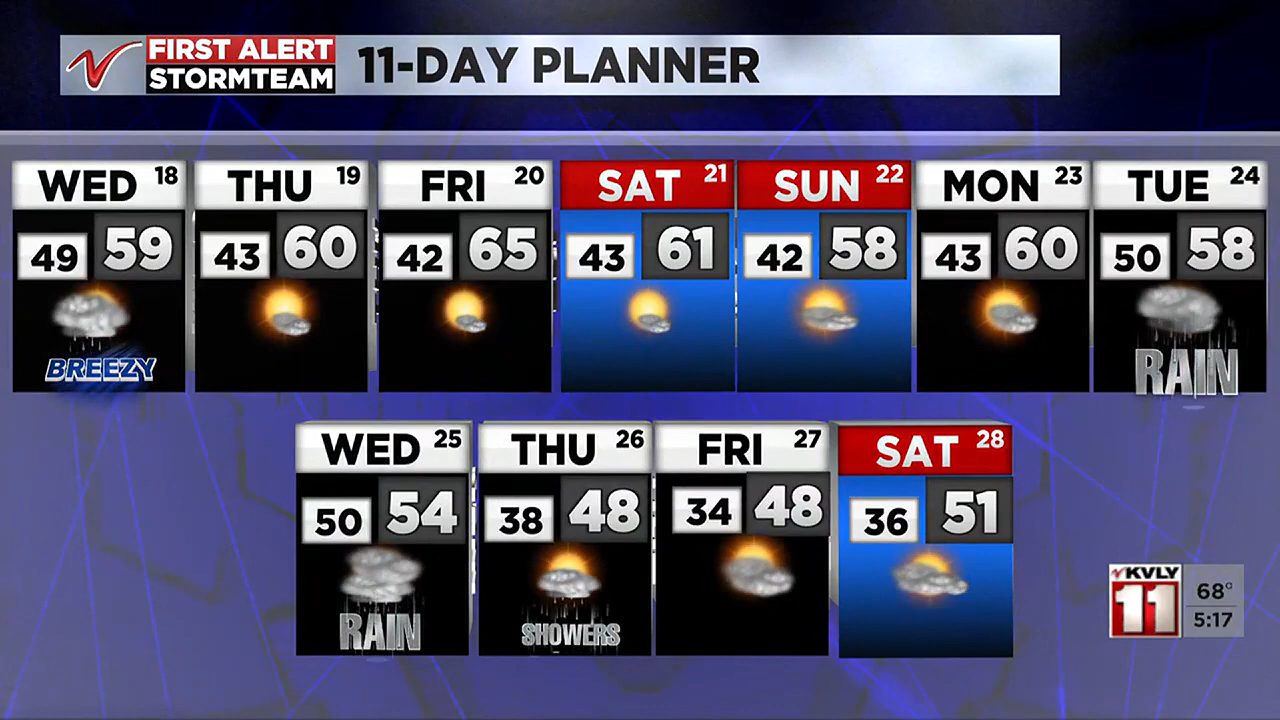 FIRST ALERT
STORMTEAM
11-DAY PLANNER
WED 18
THU 19
FRI 20
SAT 21
SUN 22
MON 23
TUE 24
49 59
43 60
42 65
43 61
42 58
43 60
50 58
BREEZY
RAIN
WED 25
THU 26
FRI 27
SAT 28
50 54
38 48
34 48
36 51
RAIN
SHOWERS
KVLY
11
68°
5:17